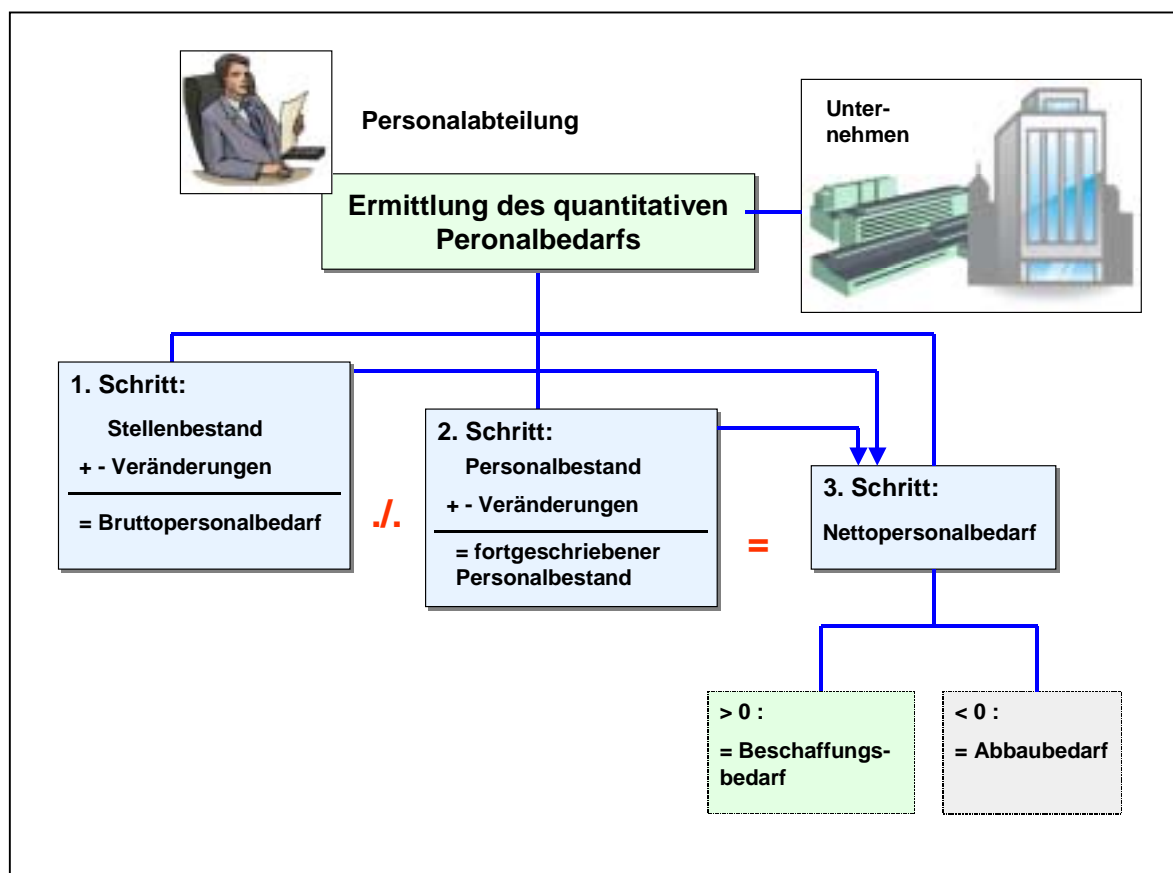 Personalabteilung
Unter-
nehmen
Ermittlung des quantitativen
Peronalbedarfs
1. Schritt:
Stellenbestand
+ - Veränderungen
= Bruttopersonalbedarf
./.
2. Schritt:
Personalbestand
+ - Veränderungen
= fortgeschriebener
Personalbestand
=
3. Schritt:
Nettopersonalbedarf
> 0 :
= Beschaffungs-
bedarf
< 0 :
= Abbaubedarf